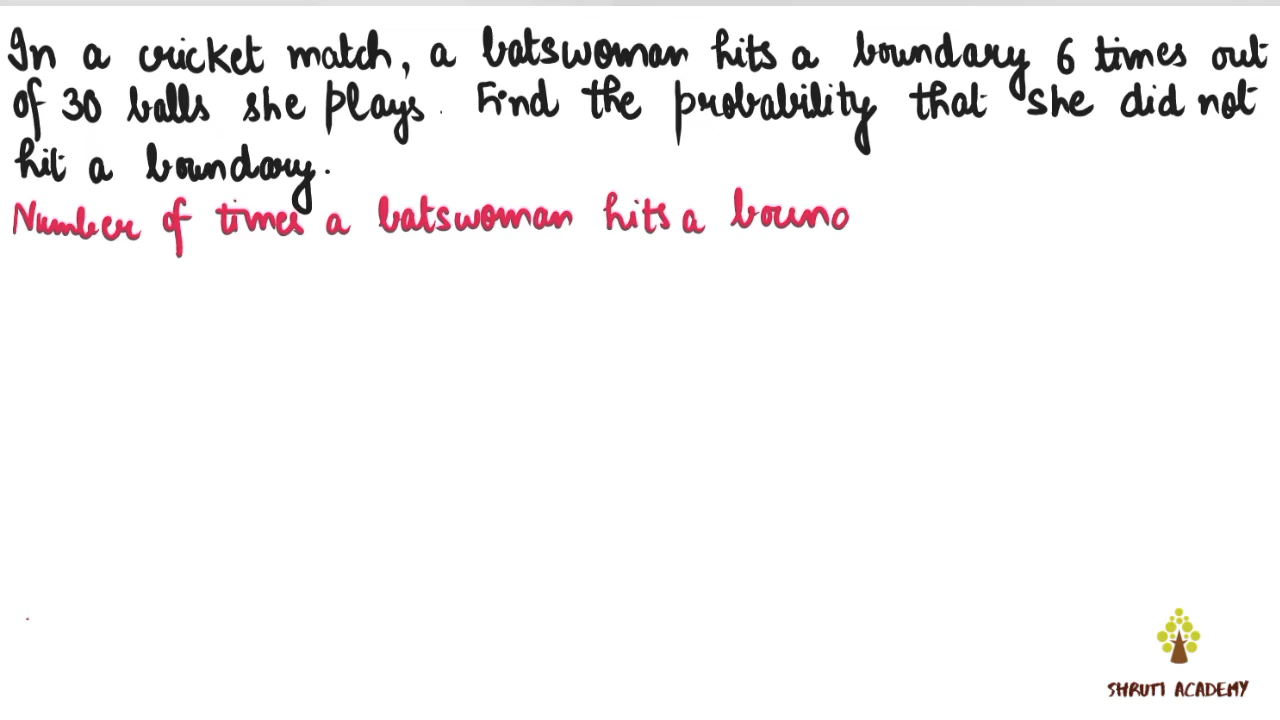 In a cricket match, a batswoman hits a boundary 6 times out
of 30 balls she plays. Find the probability that she did not
hit a boundary.
Number of times a batswoman hits a boun
SHRUTI ACADEMY